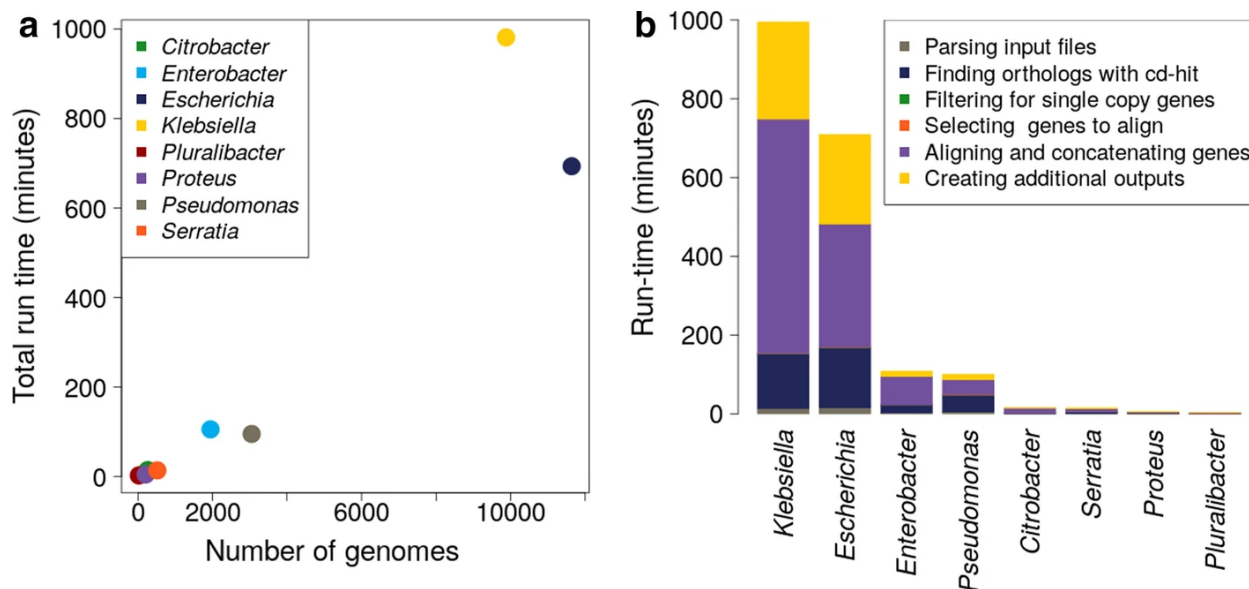 a
Total run time (minutes)
1000
800
600
400
200
0
Citrobacter
Enterobacter
Escherichia
Klebsiella
Pluralibacter
Proteus
Pseudomonas
Serratia
0 2000 6000 10000
Number of genomes
b
Run-time (minutes)
1000
800
600
400
200
0
Parsing input files
Finding orthologs with cd-hit
Filtering for single copy genes
Selecting genes to align
Aligning and concatenating genes
Creating additional outputs
Klebsiella
Escherichia
Enterobacter
Pseudomonas
Citrobacter
Serratia
Proteus
Pluralibacter